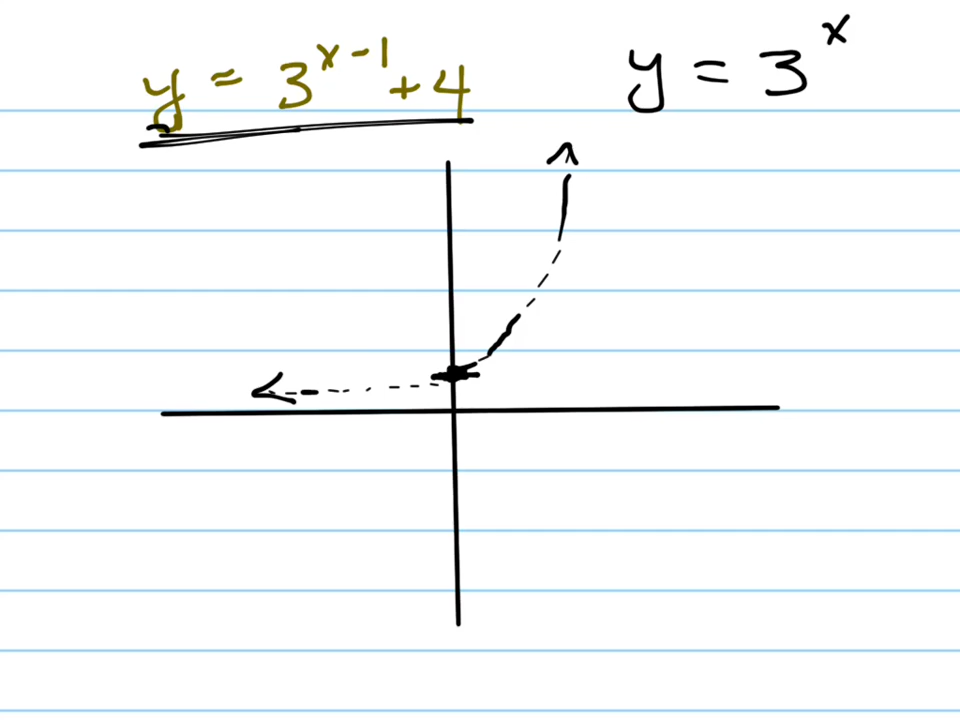 y = 3^{x-1} + 4
y = 3^x